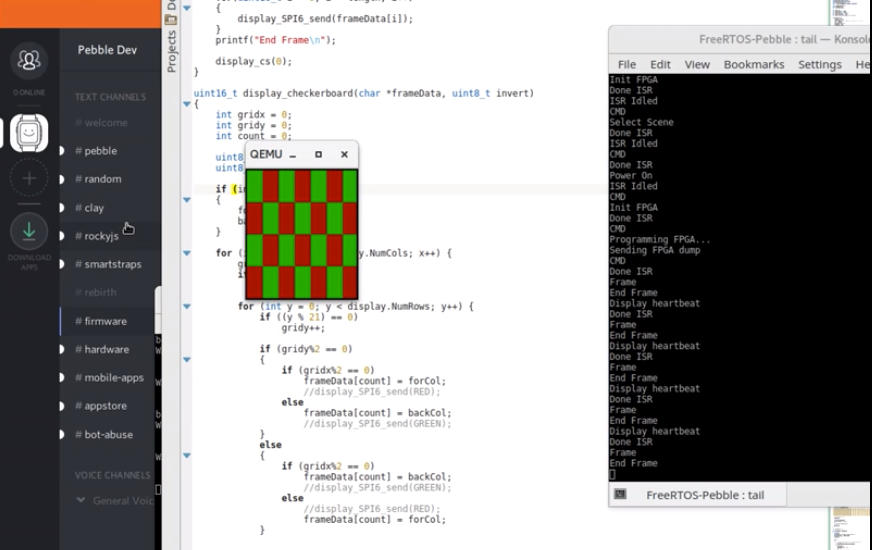 Pebble Dev
0 ONLINE
TEXT CHANNELS
# welcome
# pebble
# random
# clay
# rockyjs
# smartstraps
# rebirth
# firmware
# hardware
# mobile-apps
# appstore
# bot-abuse
VOICE CHANNELS
General Voic
DOWNLOAD
APPS
Projects
{
display_SPI6_send(frameData[i]);
}
printf("End Frame\n");
display_cs(0);
}
uint16_t display_checkerboard(char *frameData, uint8_t invert)
{
int gridx = 0;
int gridy = 0;
int count = 0;
uint8
uint8
if (i
{
fo
ba
}
for (
y.NumCols; x++) {
g
i
for (int y = 0; y < display.NumRows; y++) {
if ((y % 21) == 0)
gridy++;
if (gridy%2 == 0)
{
if (gridx%2 == 0)
frameData[count] = forCol;
//display_SPI6_send(RED);
else
frameData[count] = backCol;
//display_SPI6_send(GREEN);
}
else
{
if (gridx%2 == 0)
frameData[count] = backCol;
//display_SPI6_send(GREEN);
else
//display_SPI6_send(RED);
frameData[count] = forCol;
}
QEMU
FreeRTOS-Pebble : tail — Konsol
File Edit View Bookmarks Settings He
Init FPGA
Done ISR
ISR Idled
CMD
Select Scene
Done ISR
ISR Idled
CMD
Done ISR
Power On
ISR Idled
CMD
Init FPGA
Done ISR
CMD
Programming FPGA...
Sending FPGA dump
CMD
Done ISR
Frame
End Frame
Display heartbeat
Done ISR
Frame
End Frame
Display heartbeat
Done ISR
Frame
End Frame
Display heartbeat
Done ISR
Frame
End Frame
Display heartbeat
Done ISR
Frame
End Frame
FreeRTOS-Pebble : tail